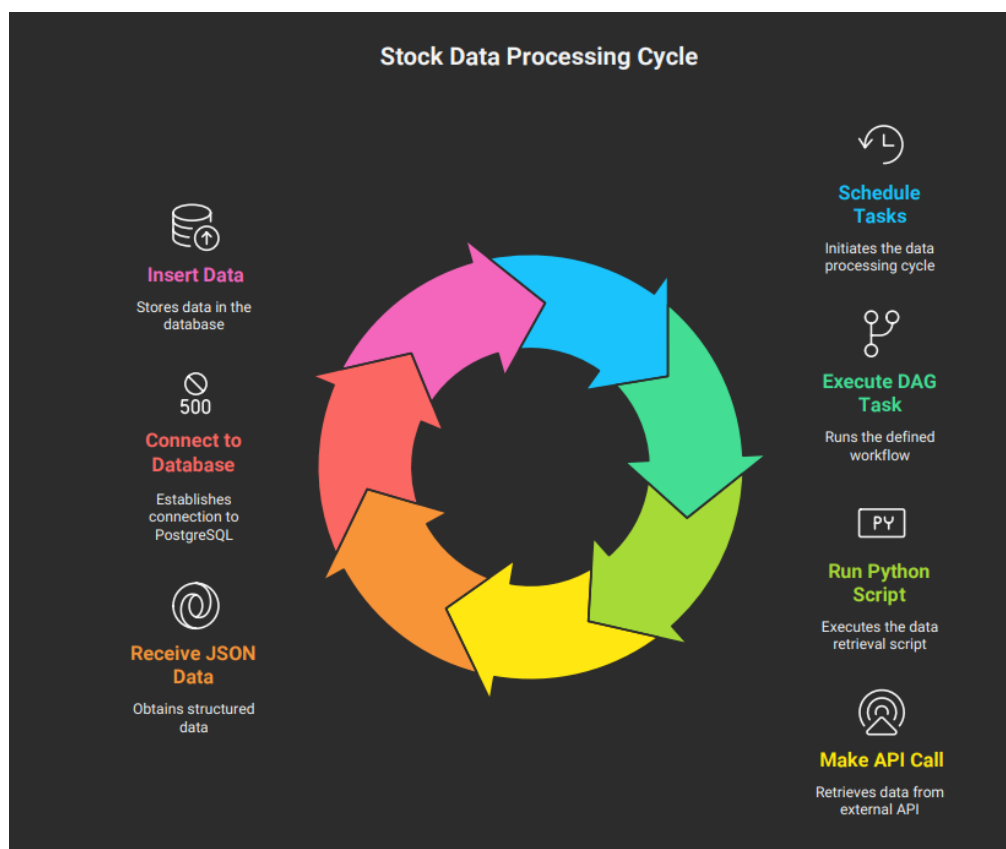 Stock Data Processing Cycle
Schedule
Tasks
Initiates the data
processing cycle
Execute DAG
Task
Runs the defined
workflow
PY
Run Python
Script
Executes the data
retrieval script
Make API Call
Retrieves data from
external API
Receive JSON
Data
Obtains structured
data
500
Connect to
Database
Establishes
connection to
PostgreSQL
Insert Data
Stores data in the
database